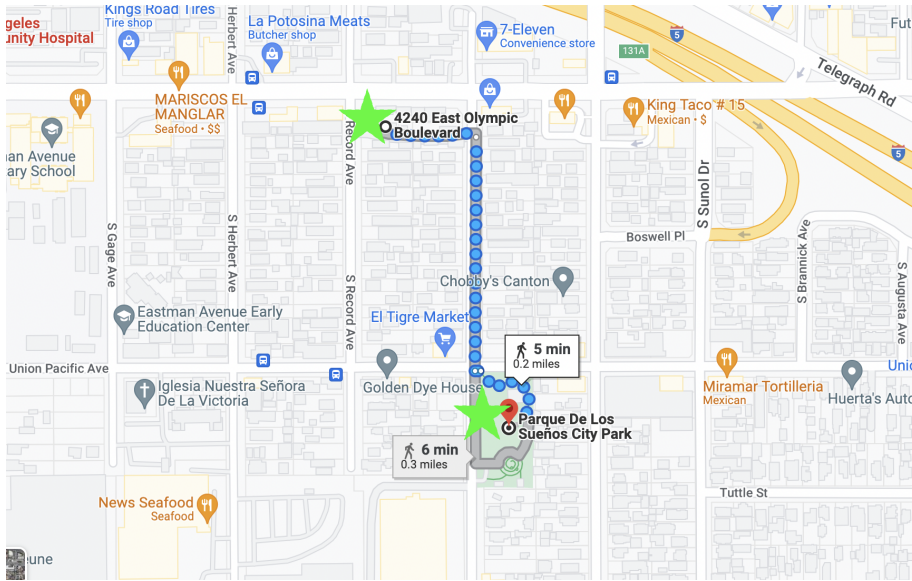 Kings Road Tires
Tire shop
geles
unity Hospital
Herbert Ave
La Potosina Meats
Butcher shop
7-Eleven
Convenience store
131A
5
Telegraph Rd
Fut
MARISCOS EL
MANGLAR
Seafood • $$
4240 East Olympic
Boulevard
King Taco # 15
Mexican • $
Record Ave
an Avenue
ary School
5
S Sunol Dr
S Gage Ave
S Herbert Ave
S Record Ave
Boswell Pl
S Brannick Ave
S Augusta Ave
Chobby's Canton
Eastman Avenue Early
Education Center
El Tigre Market
5 min
0.2 miles
Union Pacific Ave
Unio
Iglesia Nuestra Señora
De La Victoria
Golden Dye House
Miramar Tortilleria
Mexican
Huerta's Auto
Parque De Los
Sueños City Park
6 min
0.3 miles
News Seafood
Seafood
Tuttle St
eune